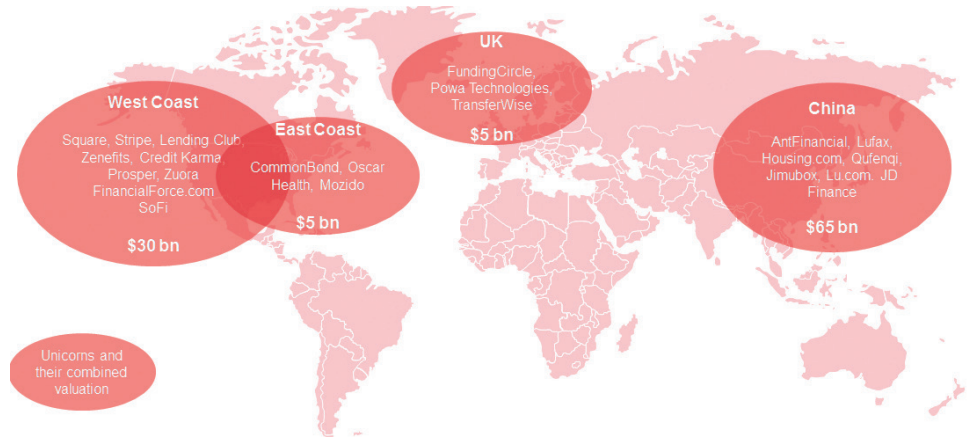 West Coast
Square, Stripe, Lending Club,
Zenefits, Credit Karma,
Prosper, Zuora
FinancialForce.com
SoFi
$30 bn
East Coast
CommonBond, Oscar
Health, Mozido
$5 bn
UK
FundingCircle,
Powa Technologies,
TransferWise
$5 bn
China
AntFinancial, Lufax,
Housing.com, Qufenqi,
Jimubox, Lu.com. JD
Finance
$65 bn
Unicorns and
their combined
valuation